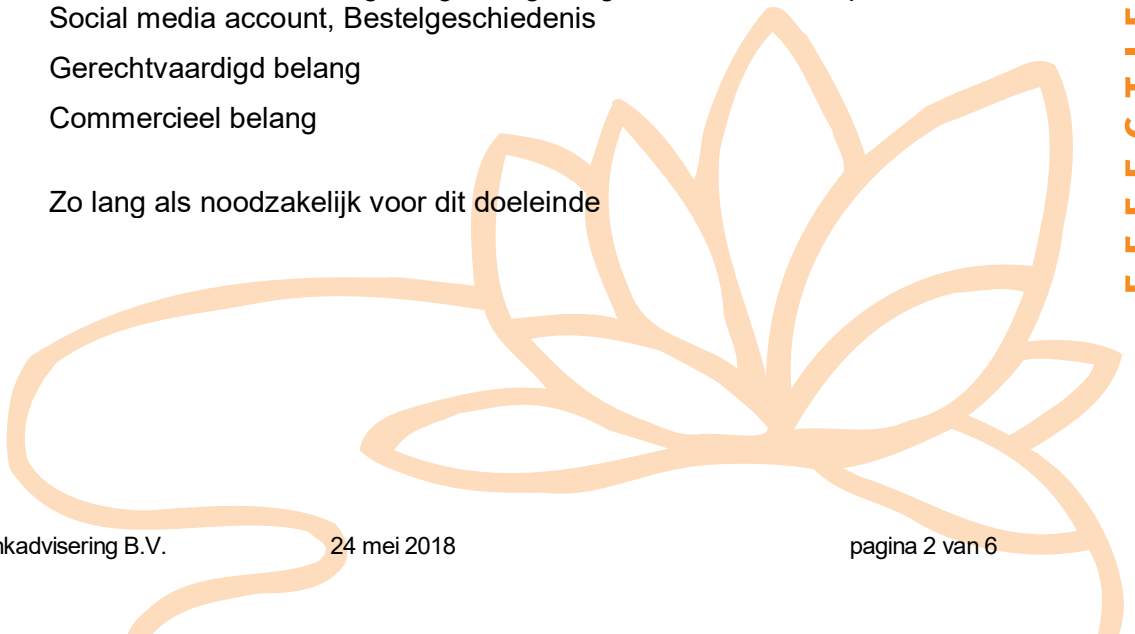 Social media account, Bestelgeschiedenis
Gerechtvaardigd belang
Commercieel belang
Zo lang als noodzakelijk voor dit doeleinde
nkadvisering B.V. 24 mei 2018 pagina 2 van 6